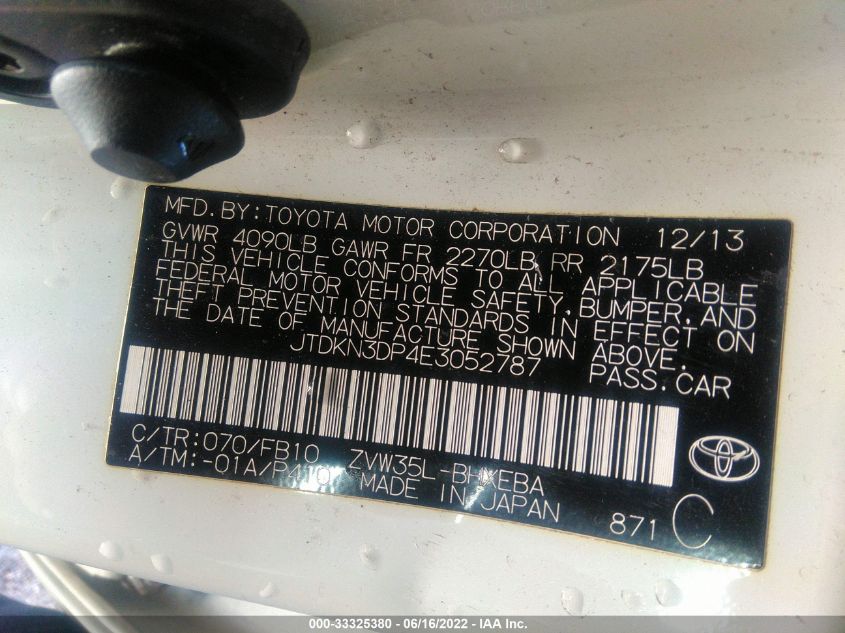 MFD.BY:TOYOTA MOTOR CORPORATION 12/13
GVWR 4090LB GAWR FR 2270LB RR 2175LB
THIS VEHICLE CONFORMS TO ALL APPLICABLE
FEDERAL MOTOR VEHICLE SAFETY,BUMPER,AND
THEFT PREVENTION STANDARDS IN EFFECT ON
THE DATE OF MANUFACTURE SHOWN ABOVE.
JTDKN3DP4E3052787 PASS.CAR
C/TR:070/FB10 ZVW35L-BHXEBA
A/TM:-01A/P410 MADE IN JAPAN
871 C
000-33325380 - 06/16/2022 - IAA Inc.